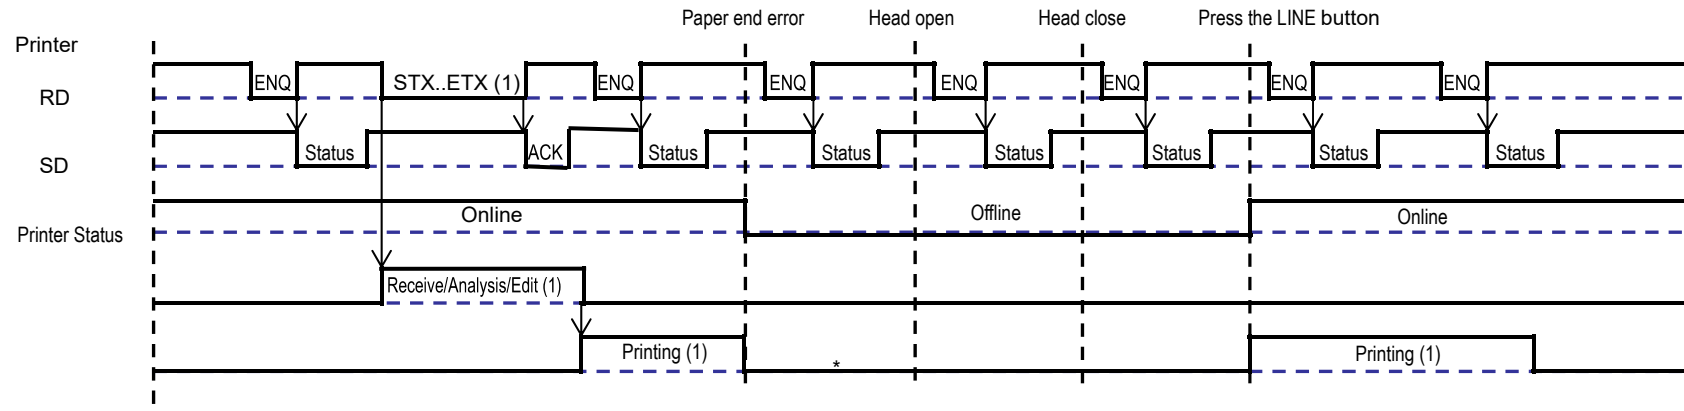 Paper end error Head open Head close Press the LINE button
Printer
ENQ STX..ETX (1) ENQ ENQ ENQ ENQ ENQ ENQ
RD
Status ACK Status Status Status Status Status Status
SD
Online Offline Online
Printer Status
Receive/Analysis/Edit (1)
Printing (1) * Printing (1)